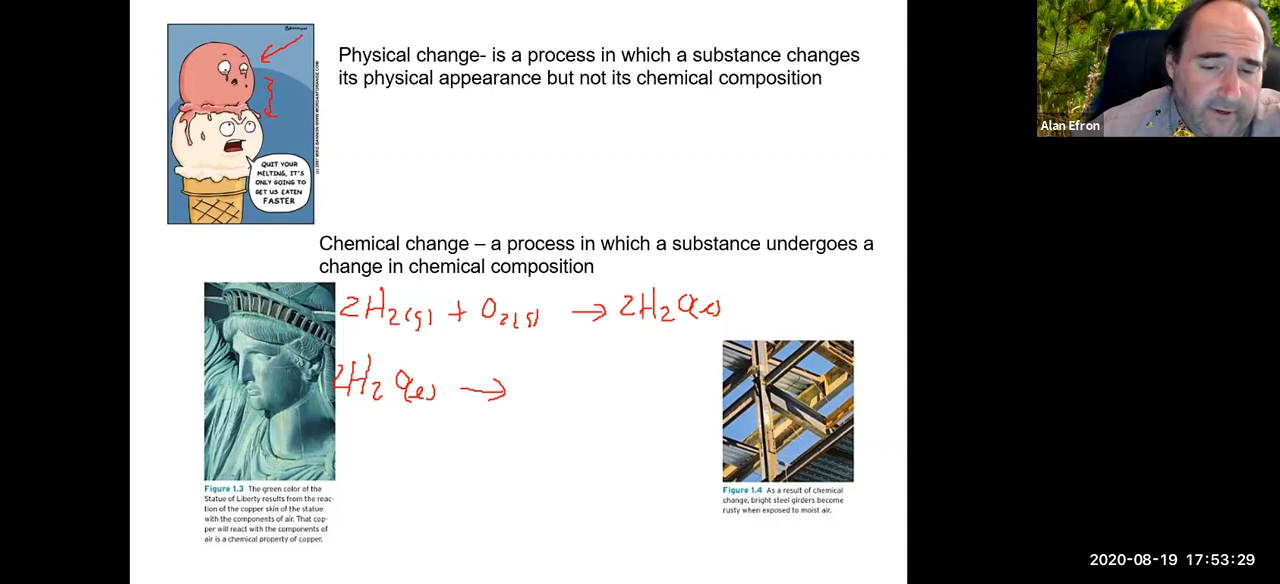 BANNON
Physical change- is a process in which a substance changes
its physical appearance but not its chemical composition
Alan Efron
QUIT YOUR
MELTING, IT'S
ONLY GOING TO
GET US EATEN
FASTER
Chemical change – a process in which a substance undergoes a
change in chemical composition
2H2(g) + O2(g) → 2H2O(l)
2H2O(l) →
Figure 1.3 The green color of the
Statue of Liberty results from the reac-
tion of the copper skin of the statue
with the components of air. That cop-
per will react with the components of
air is a chemical property of copper.
Figure 1.4 As a result of chemical
change, bright steel girders become
rusty when exposed to moist air.
2020-08-19 17:53:29